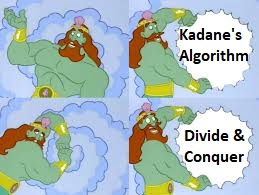 Kadane's
Algorithm
Divide &
Conquer